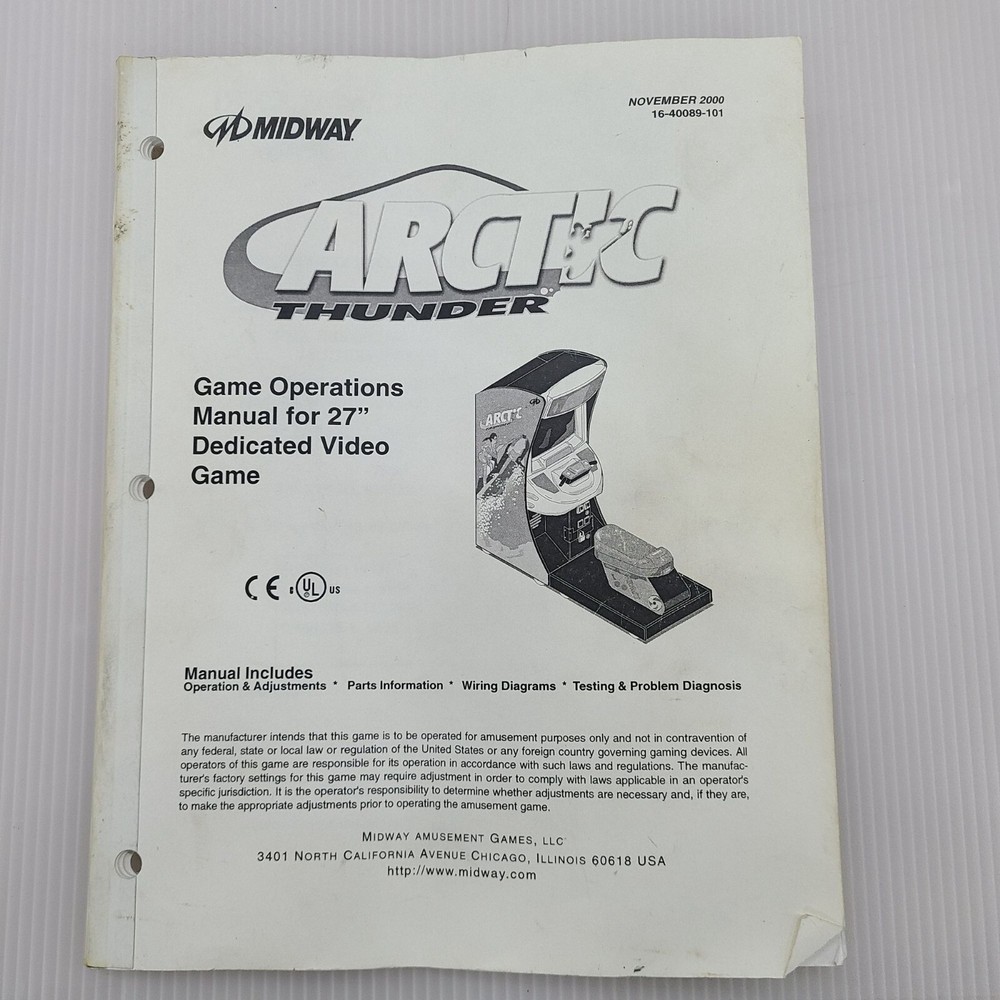 MIDWAY
NOVEMBER 2000
16-40089-101
ARCTIC
THUNDER
Game Operations
Manual for 27”
Dedicated Video
Game
ARCTIC
CE c UL US
Manual Includes
Operation & Adjustments * Parts Information * Wiring Diagrams * Testing & Problem Diagnosis
The manufacturer intends that this game is to be operated for amusement purposes only and not in contravention of
any federal, state or local law or regulation of the United States or any foreign country governing gaming devices. All
operators of this game are responsible for its operation in accordance with such laws and regulations. The manufac-
turer's factory settings for this game may require adjustment in order to comply with laws applicable in an operator's
specific jurisdiction. It is the operator's responsibility to determine whether adjustments are necessary and, if they are,
to make the appropriate adjustments prior to operating the amusement game.
MIDWAY AMUSEMENT GAMES, LLC
3401 NORTH CALIFORNIA AVENUE CHICAGO, ILLINOIS 60618 USA
http://www.midway.com